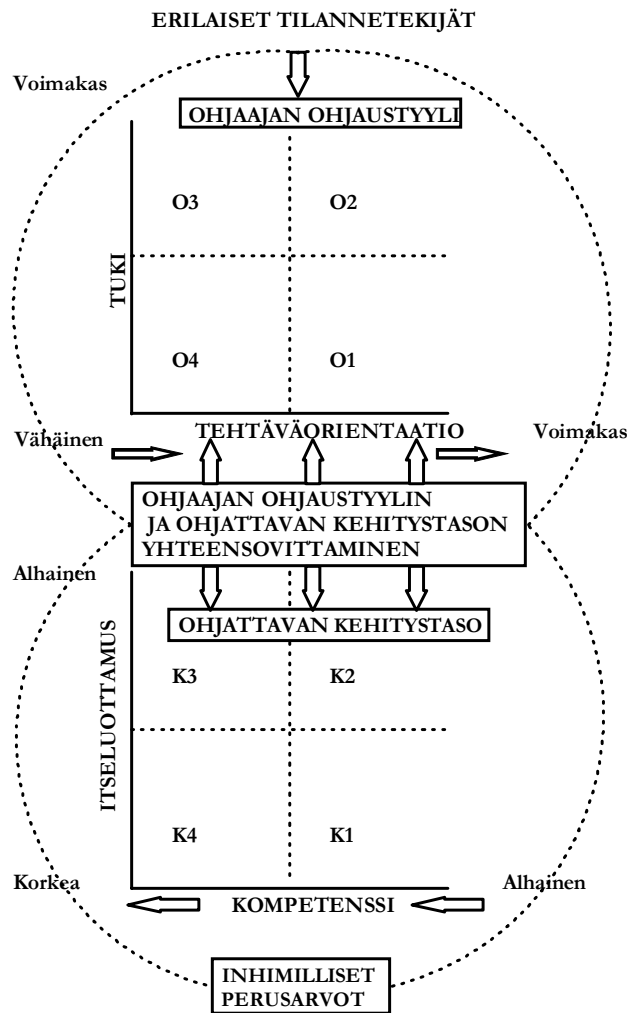 ERILAISET TILANNETEKIJÄT
Voimakas
OHJAAJAN OHJAUSTYYLI
O3 O2
TUKI
O4 O1
TEHTÄVÄORIENTAATIO
Vähäinen Voimakas
OHJAAJAN OHJAUSTYYLIN
JA OHJATTAVAN KEHITYSTASON
YHTEENSOVITTAMINEN
Alhainen
OHJATTAVAN KEHITYSTASO
K3 K2
ITSELUOTTAMUS
K4 K1
Korkea Alhainen
KOMPETENSSI
INHIMILLISET
PERUSARVOT